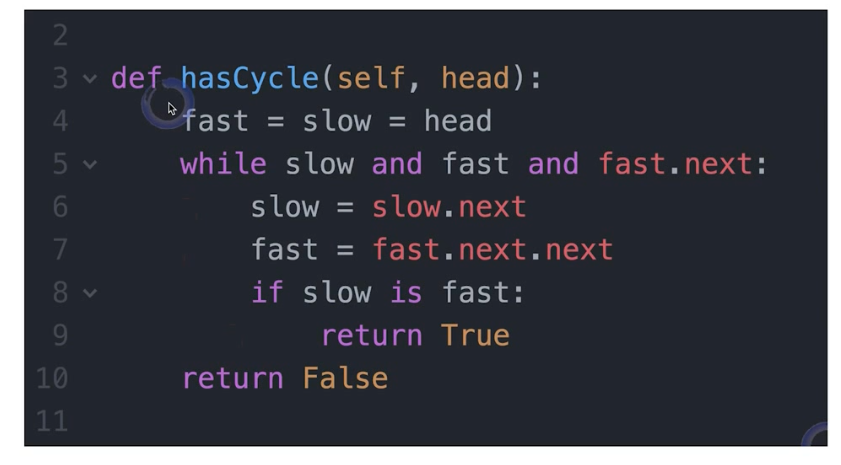 2
3 def hasCycle(self, head):
4     fast = slow = head
5     while slow and fast and fast.next:
6         slow = slow.next
7         fast = fast.next.next
8         if slow is fast:
9             return True
10     return False
11